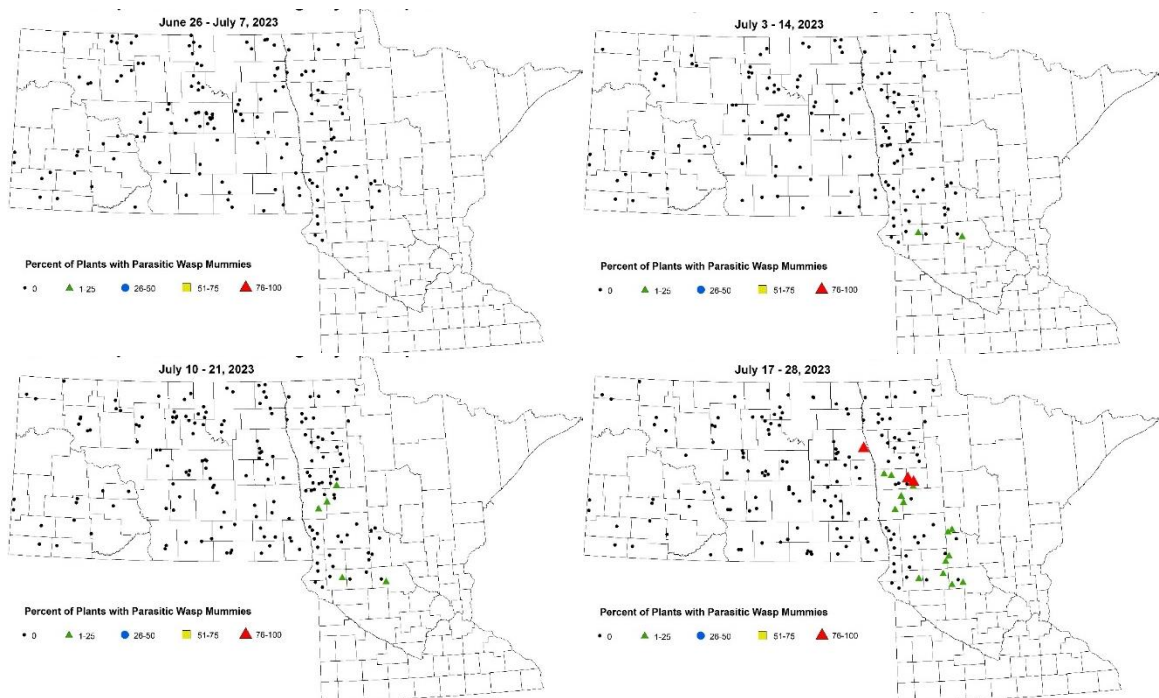 June 26 - July 7, 2023
Percent of Plants with Parasitic Wasp Mummies
0 1-25 26-50 51-75 76-100
July 3 - 14, 2023
Percent of Plants with Parasitic Wasp Mummies
0 1-25 26-50 51-75 76-100
July 10 - 21, 2023
Percent of Plants with Parasitic Wasp Mummies
0 1-25 26-50 51-75 76-100
July 17 - 28, 2023
Percent of Plants with Parasitic Wasp Mummies
0 1-25 26-50 51-75 76-100